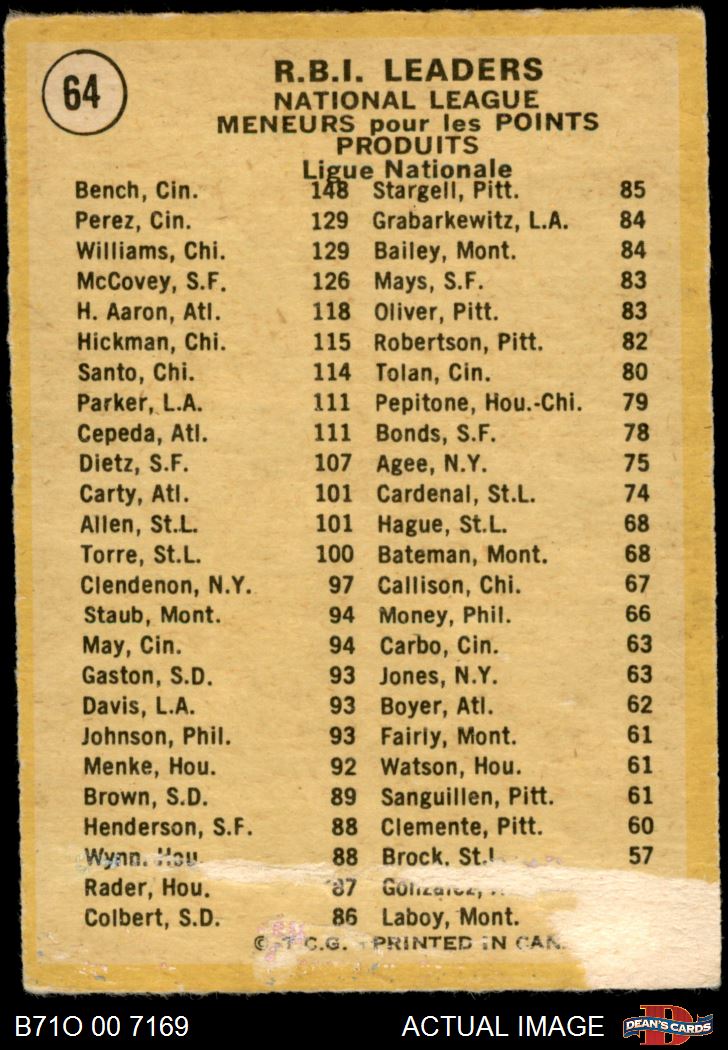 64
R.B.I. LEADERS
NATIONAL LEAGUE
MENEURS pour les POINTS
PRODUITS
Ligue Nationale
Bench, Cin. 148 Stargell, Pitt. 85
Perez, Cin. 129 Grabarkewitz, L.A. 84
Williams, Chi. 129 Bailey, Mont. 84
McCovey, S.F. 126 Mays, S.F. 83
H. Aaron, Atl. 118 Oliver, Pitt. 83
Hickman, Chi. 115 Robertson, Pitt. 82
Santo, Chi. 114 Tolan, Cin. 80
Parker, L.A. 111 Pepitone, Hou.-Chi. 79
Cepeda, Atl. 111 Bonds, S.F. 78
Dietz, S.F. 107 Agee, N.Y. 75
Carty, Atl. 101 Cardenal, St.L. 74
Allen, St.L. 101 Hague, St.L. 68
Torre, St.L. 100 Bateman, Mont. 68
Clendenon, N.Y. 97 Callison, Chi. 67
Staub, Mont. 94 Money, Phil. 66
May, Cin. 94 Carbo, Cin. 63
Gaston, S.D. 93 Jones, N.Y. 63
Davis, L.A. 93 Boyer, Atl. 62
Johnson, Phil. 93 Fairly, Mont. 61
Menke, Hou. 92 Watson, Hou. 61
Brown, S.D. 89 Sanguillen, Pitt. 61
Henderson, S.F. 88 Clemente, Pitt. 60
Wynn, Hou. 88 Brock, St.L. 57
Rader, Hou. 87
Colbert, S.D. 86 Laboy, Mont.
© T.C.G. PRINTED IN CAN.
B71O 00 7169 ACTUAL IMAGE D DEAN'S CARDS